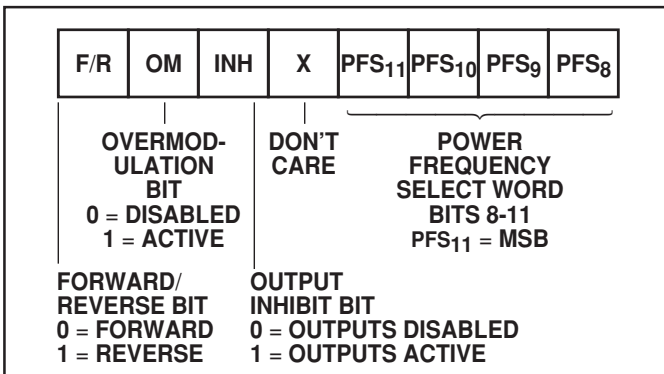 F/R OM INH X PFS11 PFS10 PFS9 PFS8
OVERMOD-
ULATION
BIT
0 = DISABLED
1 = ACTIVE
DON'T
CARE
POWER
FREQUENCY
SELECT WORD
BITS 8-11
PFS11 = MSB
FORWARD/
REVERSE BIT
0 = FORWARD
1 = REVERSE
OUTPUT
INHIBIT BIT
0 = OUTPUTS DISABLED
1 = OUTPUTS ACTIVE